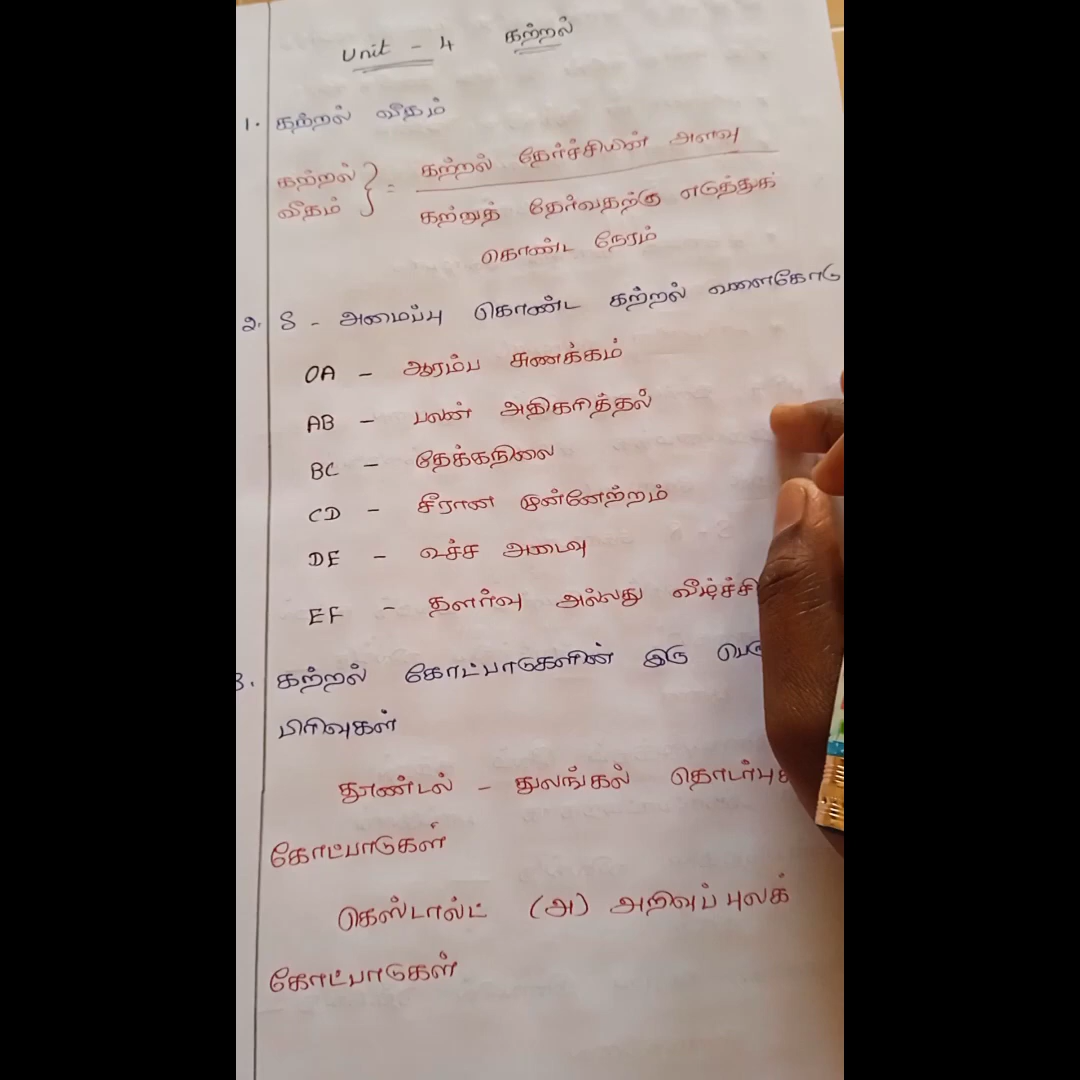 Unit - 4 கற்றல்
1. கற்றல் வீதம்
கற்றல் வீதம் } = கற்றல் தேர்ச்சியின் அளவு
கற்றுத் தேர்வதற்கு எடுத்துக்
கொண்ட நேரம்
2. S - அமைப்பு கொண்ட கற்றல் வளைகோடு
OA - ஆரம்ப சுணக்கம்
AB - பலன் அதிகரித்தல்
BC - தேக்கநிலை
CD - சீரான முன்னேற்றம்
DE - உச்ச அடைவு
EF - தளர்வு அல்லது வீழ்ச்சி
3. கற்றல் கோட்பாடுகளின் இரு
பிரிவுகள்
தூண்டல் - துலங்கல்
கோட்பாடுகள்
கெஸ்டால்ட் (அ) அறிவுப் புலக்
கோட்பாடுகள்